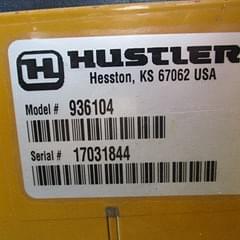 HUSTLER
Hesston, KS 67062 USA
Model # 936104
Serial # 17031844